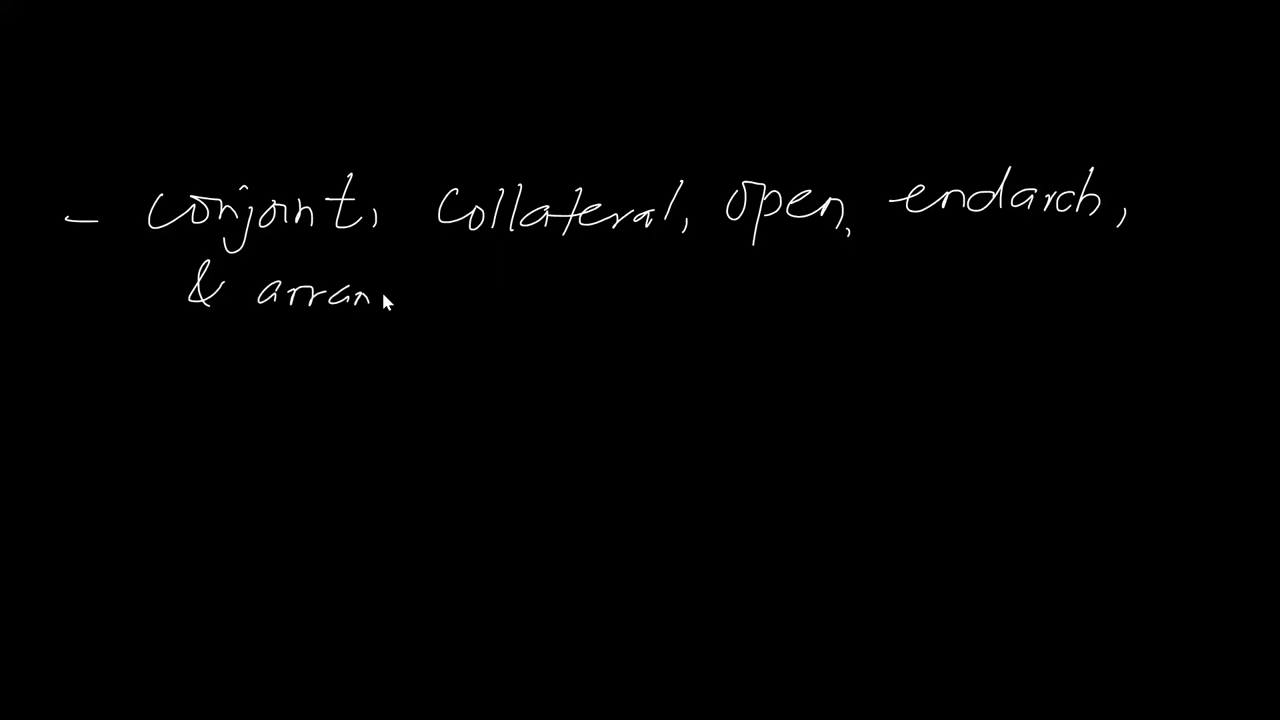 - conjoint, collateral, open, endarch,
& arran